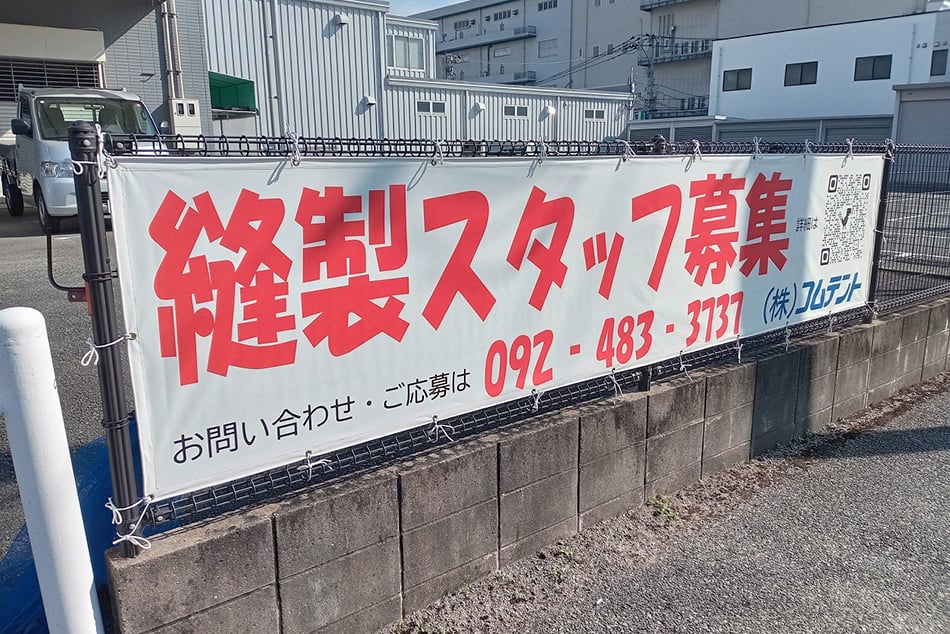 縫製スタッフ募集
詳細は
お問い合わせ・ご応募は 092-483-3737
(株)コムテント